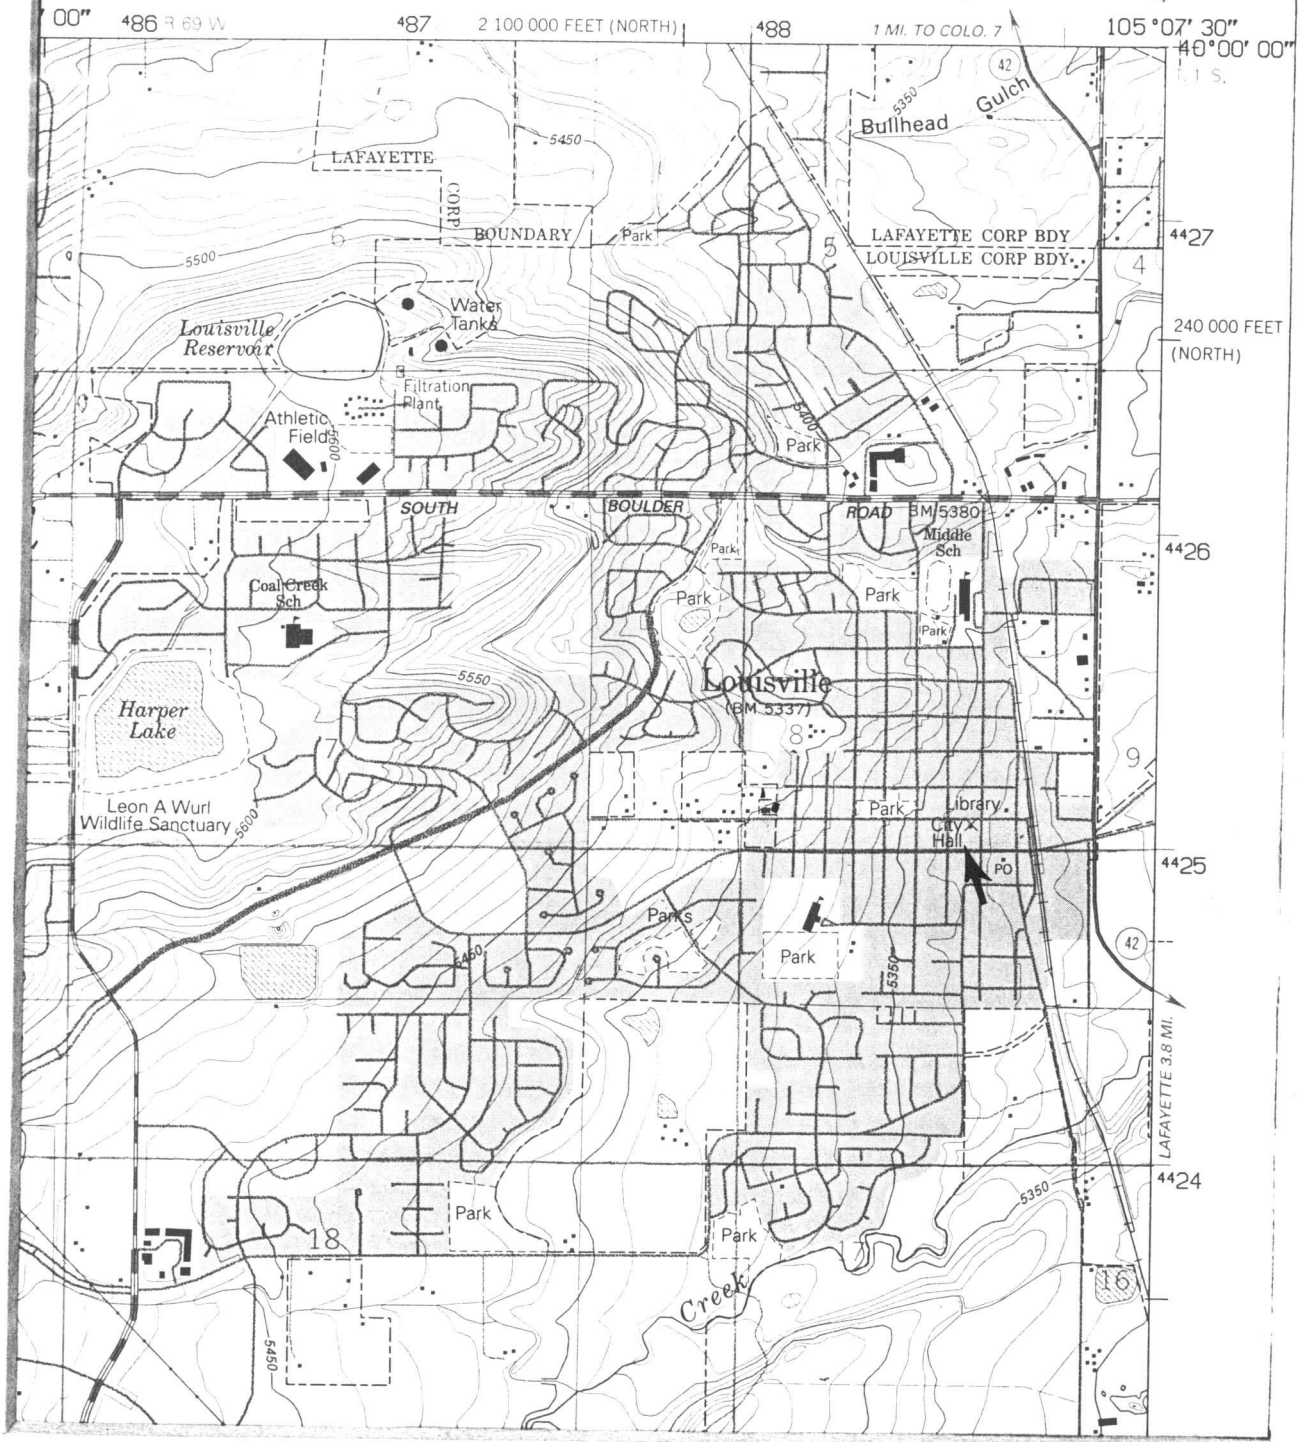 00″ ⁴86 R 69 W 487 2 100 000 FEET (NORTH) ⁴88 1 MI. TO COLO. 7 105°07′ 30″
40°00′ 00″
T. 1 S.
42
5350
Gulch
Bullhead
5450
LAFAYETTE
CORP
BOUNDARY
Park
6
5
LAFAYETTE CORP BDY
LOUISVILLE CORP BDY
⁴⁴27
4
5500
Water
Tanks
Louisville
Reservoir
240 000 FEET
(NORTH)
Filtration
Plant
Athletic
Field
5600
5400
Park
SOUTH BOULDER ROAD BM 5380
Middle
Sch
⁴⁴26
Park
Coal Creek
Sch
Park
Park
Park
5550
Louisville
(BM 5337)
8
Harper
Lake
7
9
Leon A Wurl
Wildlife Sanctuary
5600
Park
Library
City
Hall
⁴⁴25
PO
Parks
42
5450
Park
5350
LAFAYETTE 3.8 MI.
⁴⁴24
5350
Park
18
Park
17
16
Creek
5450